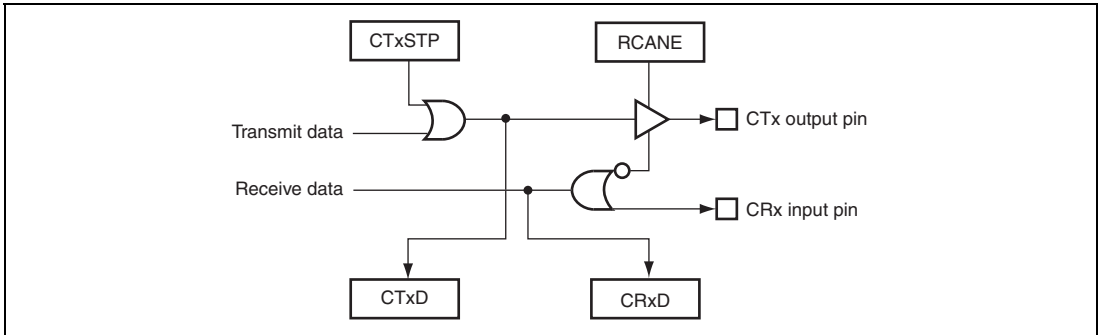 CTxSTP
RCANE
Transmit data
CTx output pin
Receive data
CRx input pin
CTxD
CRxD